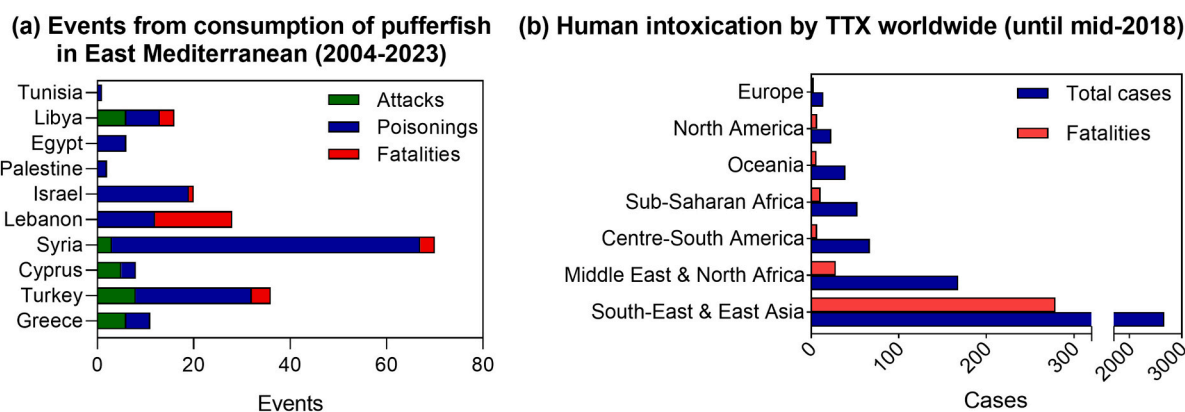 (a) Events from consumption of pufferfish
in East Mediterranean (2004-2023)
Tunisia
Libya
Egypt
Palestine
Israel
Lebanon
Syria
Cyprus
Turkey
Greece
Attacks
Poisonings
Fatalities
0 20 40 60 80
Events
(b) Human intoxication by TTX worldwide (until mid-2018)
Europe
North America
Oceania
Sub-Saharan Africa
Centre-South America
Middle East & North Africa
South-East & East Asia
Total cases
Fatalities
0 100 200 300 2000 3000
Cases